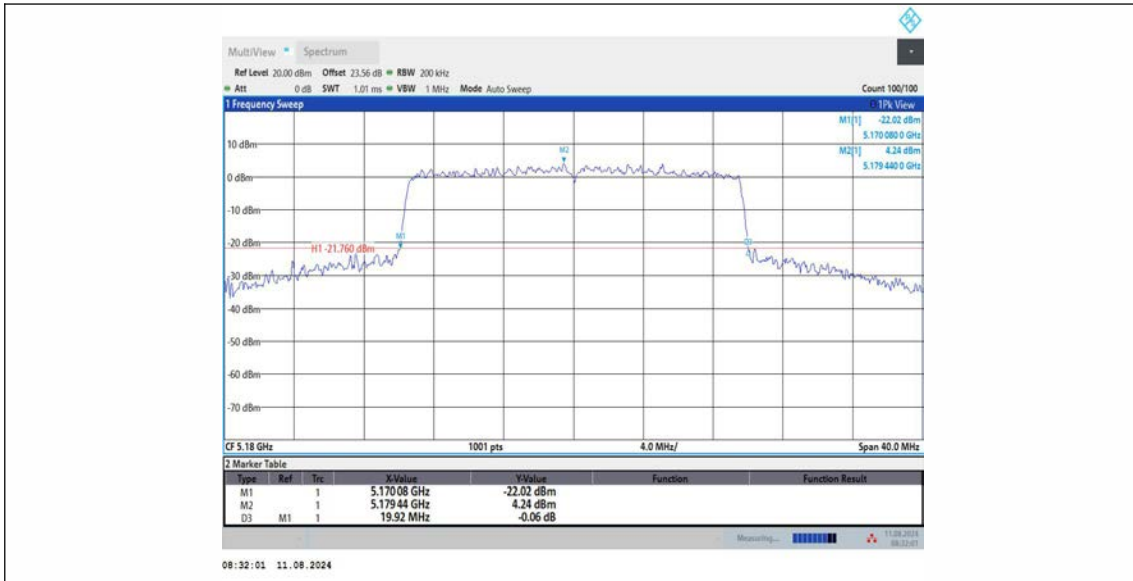 MultiView Spectrum
Ref Level 20.00 dBm Offset 23.56 dB RBW 200 kHz
Att 0 dB SWT 1.01 ms VBW 1 MHz Mode Auto Sweep Count 100/100
1 Frequency Sweep 1Pk View
M1[1] -22.02 dBm
5.170 080 0 GHz
M2[1] 4.24 dBm
5.179 440 0 GHz
10 dBm
M2
0 dBm
-10 dBm
M1
-20 dBm
H1 -21.760 dBm
-30 dBm
-40 dBm
-50 dBm
-60 dBm
-70 dBm
CF 5.18 GHz 1001 pts 4.0 MHz/ Span 40.0 MHz
2 Marker Table
Type Ref Trc X-Value Y-Value Function Function Result
M1 1 5.170 08 GHz -22.02 dBm
M2 1 5.179 44 GHz 4.24 dBm
D3 M1 1 19.92 MHz -0.06 dB
Measuring... 11.08.2024
08:32:01
08:32:01 11.08.2024